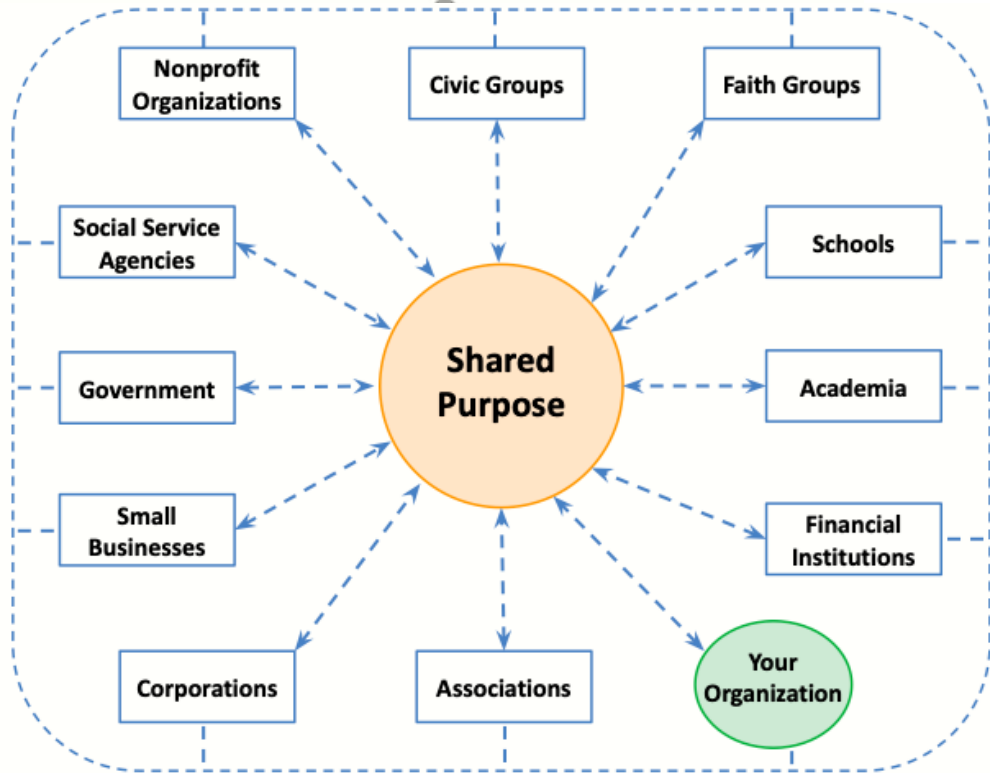 Nonprofit
Organizations
Civic Groups
Faith Groups
Social Service
Agencies
Schools
Shared
Purpose
Government
Academia
Small
Businesses
Financial
Institutions
Corporations
Associations
Your
Organization